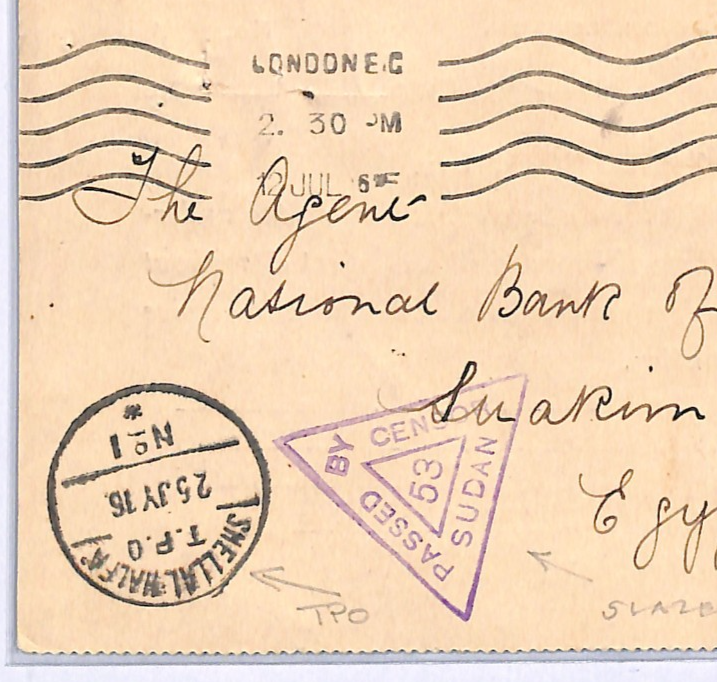 LONDON E.C
2. 30 PM
12 JUL 16
The Agent
National Bank of
Suakim
Egy
PASSED BY CENSOR
53
SUDAN
SHELLAL-HALFA
T.P.O
25 JY 16
No 1
TPO